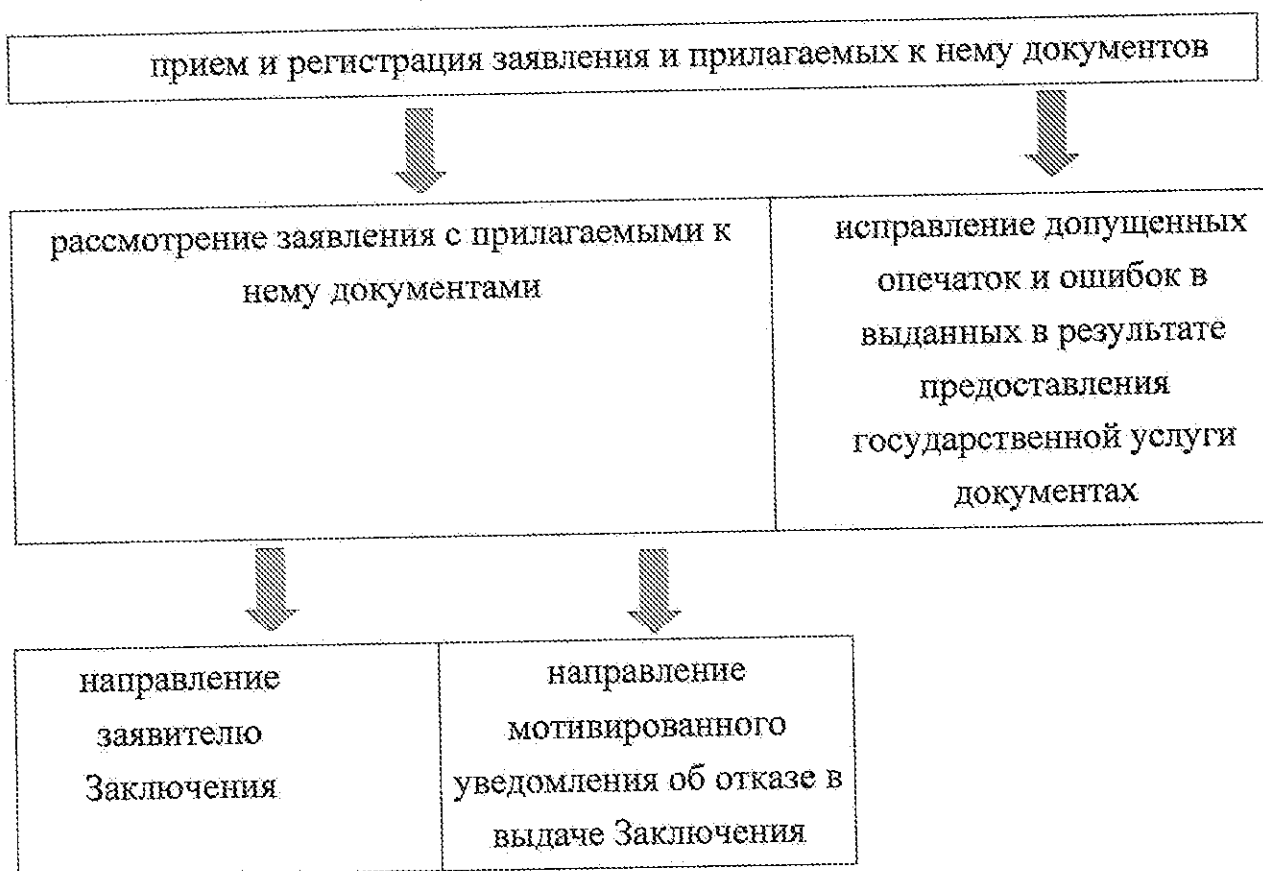 прием и регистрация заявления и прилагаемых к нему документов
рассмотрение заявления с прилагаемыми к
нему документами
исправление допущенных
опечаток и ошибок в
выданных в результате
предоставления
государственной услуги
документах
направление
заявителю
Заключения
направление
мотивированного
уведомления об отказе в
выдаче Заключения